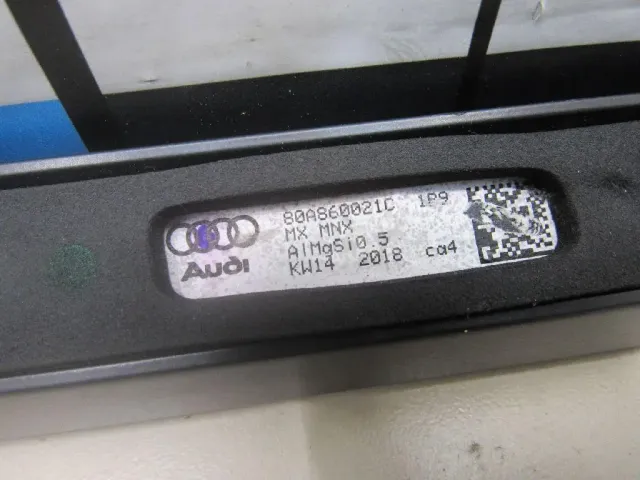 80A860021C 1P9
MX MNX
AlMgSi0.5
KW14 2018 ca4
Audi